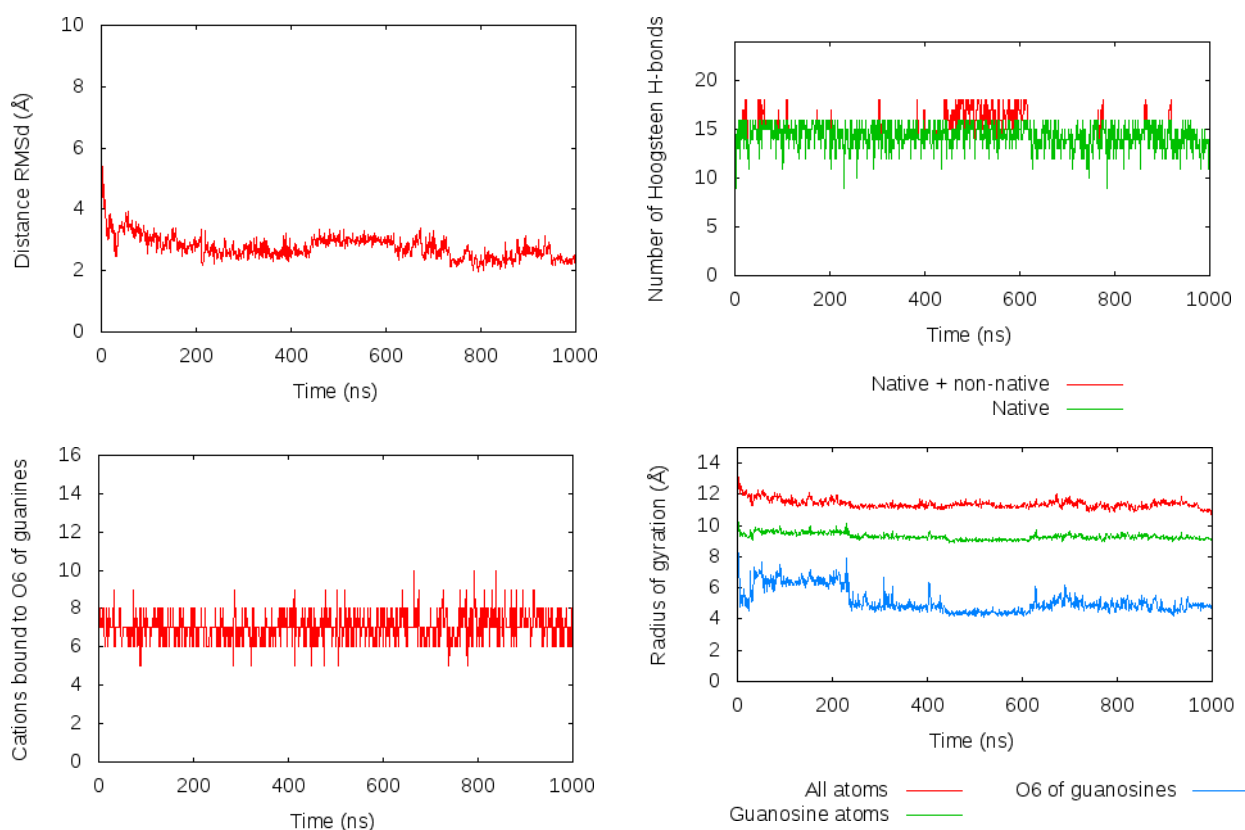 10
8
6
4
2
0
Distance RMSd (Å)
0 200 400 600 800 1000
Time (ns)
20
15
10
5
0
Number of Hoogsteen H-bonds
0 200 400 600 800 1000
Time (ns)
Native + non-native
Native
16
14
12
10
8
6
4
2
0
Cations bound to O6 of guanines
0 200 400 600 800 1000
Time (ns)
14
12
10
8
6
4
2
0
Radius of gyration (Å)
0 200 400 600 800 1000
Time (ns)
All atoms O6 of guanosines
Guanosine atoms